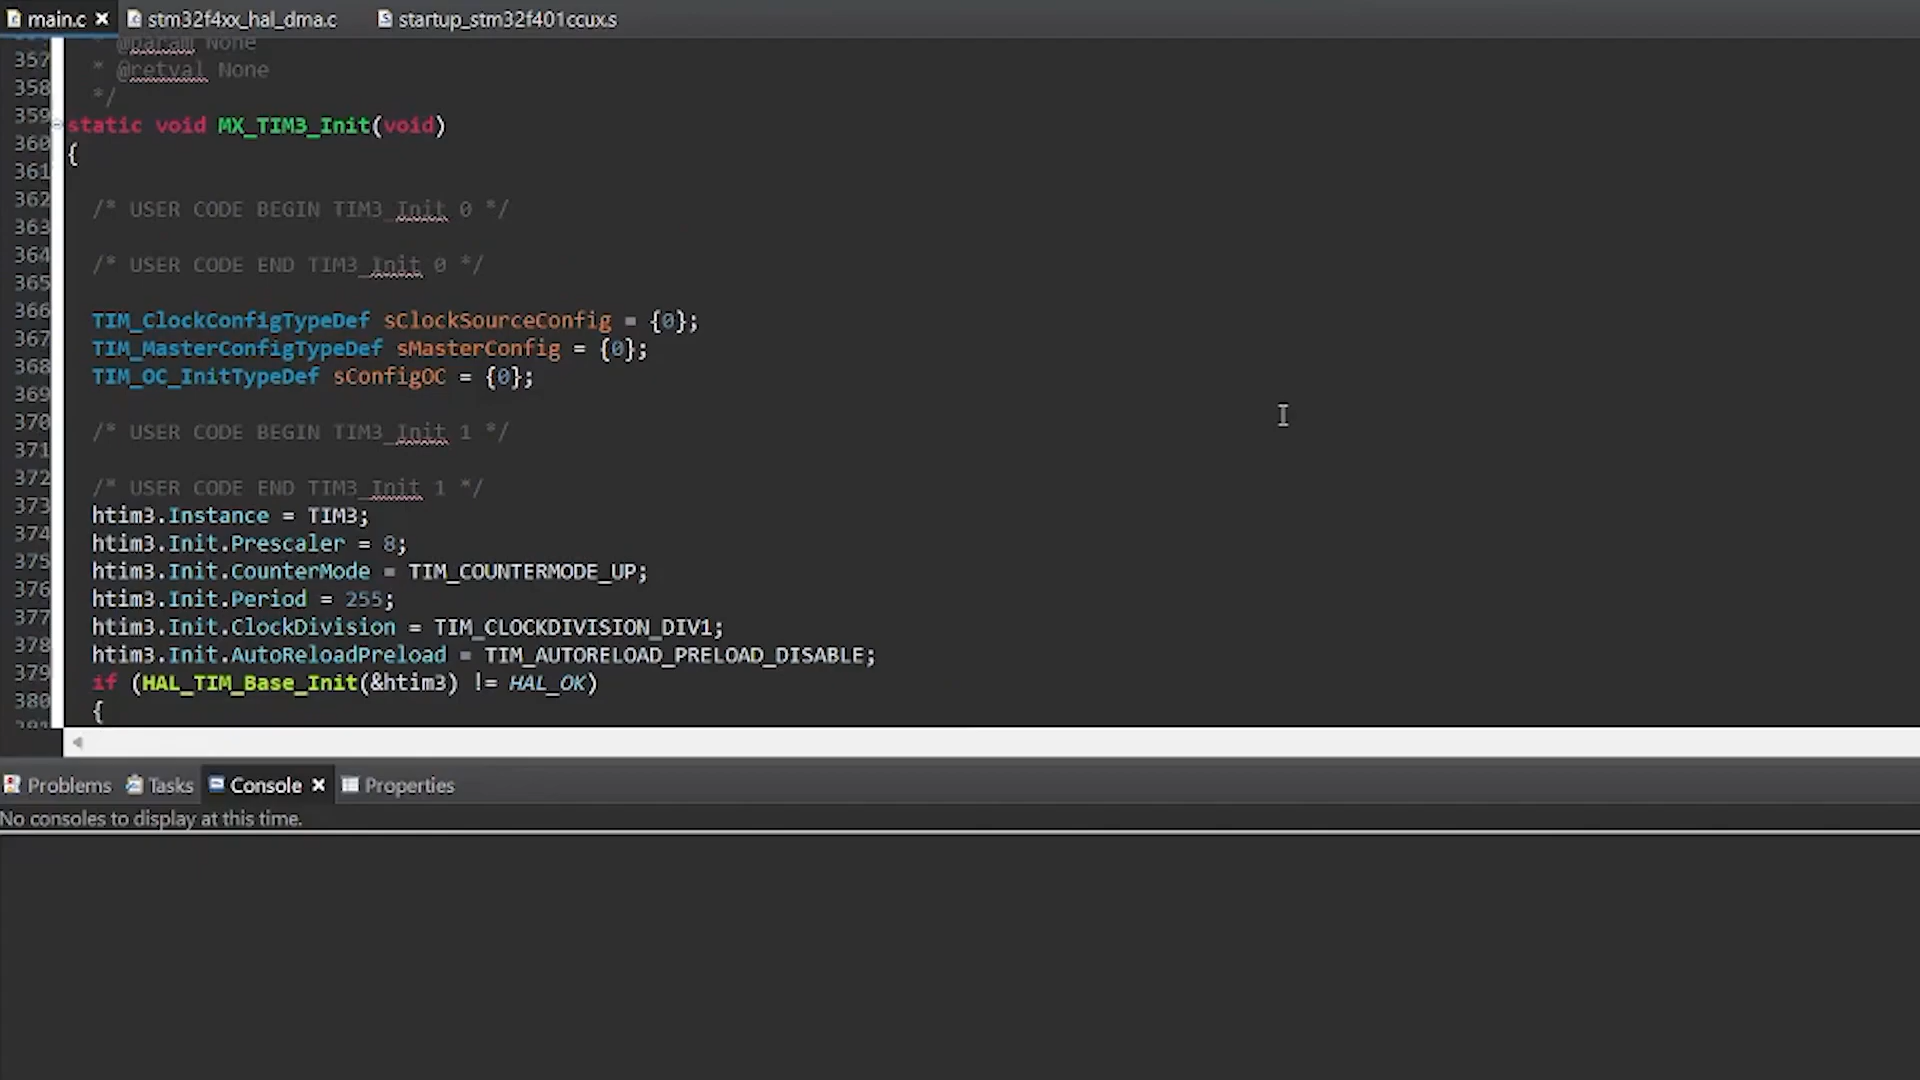 main.c stm32f4xx_hal_dma.c startup_stm32f401ccux.s
* @param None
357 * @retval None
358 */
359 static void MX_TIM3_Init(void)
360 {
361
362 /* USER CODE BEGIN TIM3_Init 0 */
363
364 /* USER CODE END TIM3_Init 0 */
365
366 TIM_ClockConfigTypeDef sClockSourceConfig = {0};
367 TIM_MasterConfigTypeDef sMasterConfig = {0};
368 TIM_OC_InitTypeDef sConfigOC = {0};
369
370 /* USER CODE BEGIN TIM3_Init 1 */
371
372 /* USER CODE END TIM3_Init 1 */
373 htim3.Instance = TIM3;
374 htim3.Init.Prescaler = 8;
375 htim3.Init.CounterMode = TIM_COUNTERMODE_UP;
376 htim3.Init.Period = 255;
377 htim3.Init.ClockDivision = TIM_CLOCKDIVISION_DIV1;
378 htim3.Init.AutoReloadPreload = TIM_AUTORELOAD_PRELOAD_DISABLE;
379 if (HAL_TIM_Base_Init(&htim3) != HAL_OK)
380 {
Problems Tasks Console Properties
No consoles to display at this time.